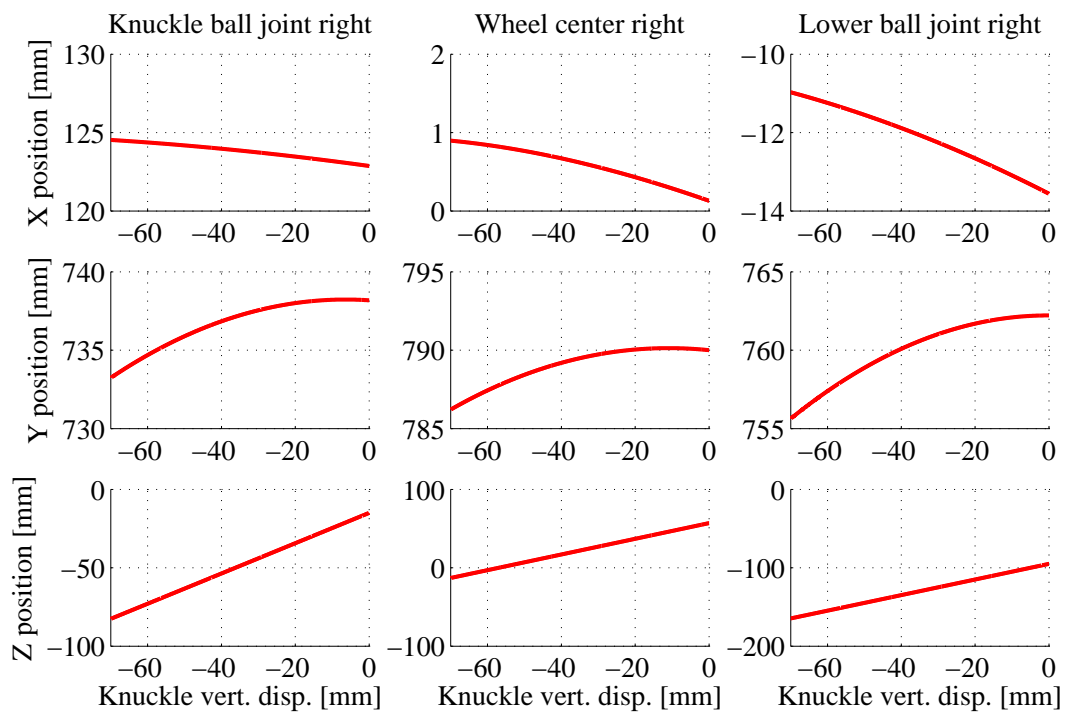 Knuckle ball joint right Wheel center right Lower ball joint right
X position [mm]
130
125
120
−60 −40 −20 0
2
1
0
−60 −40 −20 0
−10
−12
−14
−60 −40 −20 0
Y position [mm]
740
735
730
−60 −40 −20 0
795
790
785
−60 −40 −20 0
765
760
755
−60 −40 −20 0
Z position [mm]
0
−50
−100
−60 −40 −20 0
Knuckle vert. disp. [mm]
100
0
−100
−60 −40 −20 0
Knuckle vert. disp. [mm]
0
−100
−200
−60 −40 −20 0
Knuckle vert. disp. [mm]